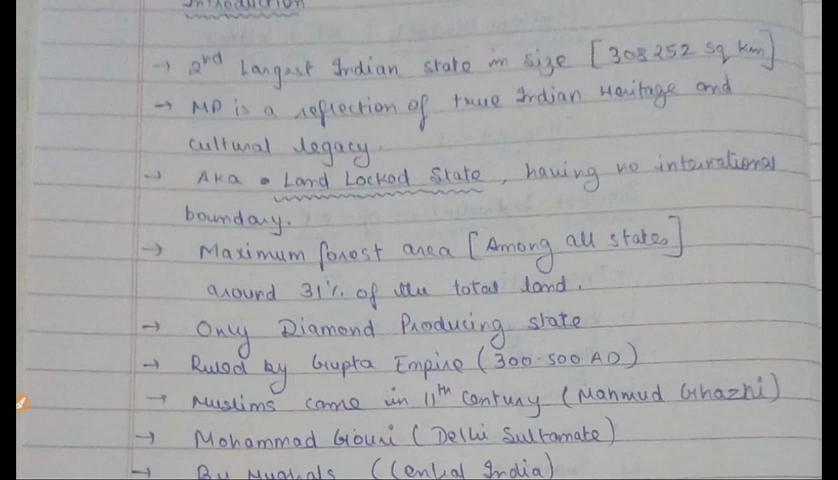 Introduction
→ 2nd Largest Indian state in size [308252 sq km]
→ MP is a reflection of true Indian Heritage and
cultural legacy.
→ AKA • Land Locked State, having no international
boundary.
→ Maximum forest area [Among all states]
around 31% of the total land.
→ Only Diamond Producing state
→ Ruled by Gupta Empire (300-500 AD)
→ Muslims came in 11th Century (Mahmud Ghazni)
→ Mohammad Gouri (Delhi Sultamate)
→ By Mughals (Central India)